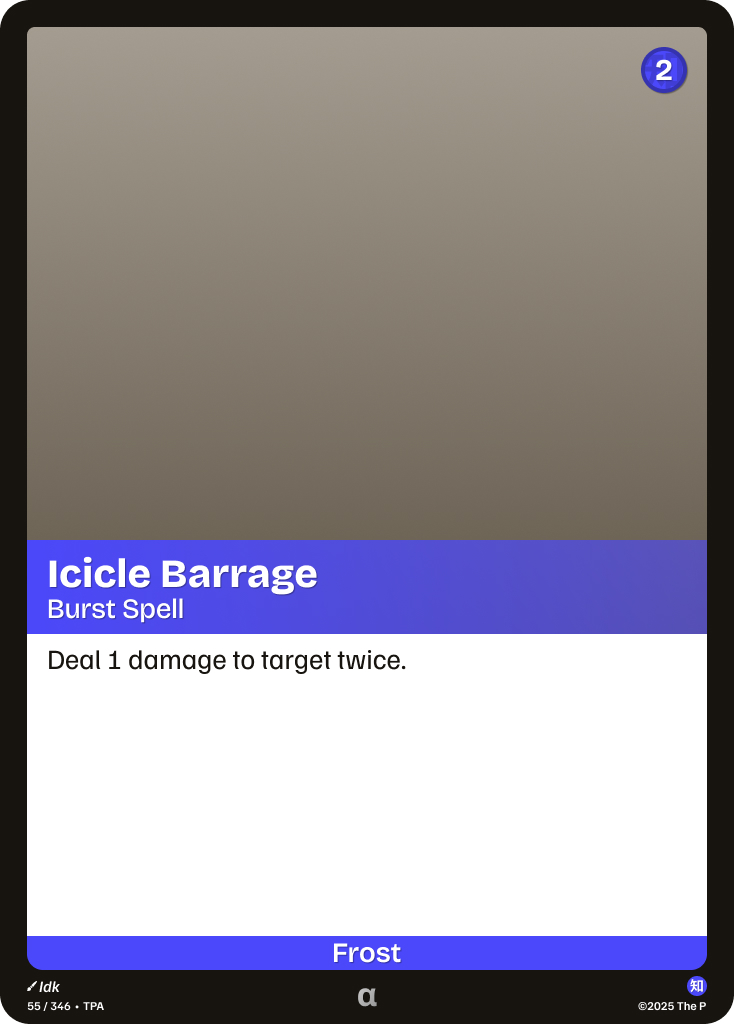 2
Icicle Barrage
Burst Spell
Deal 1 damage to target twice.
Frost
Idk
55 / 346 • TPA
α
知
©2025 The P